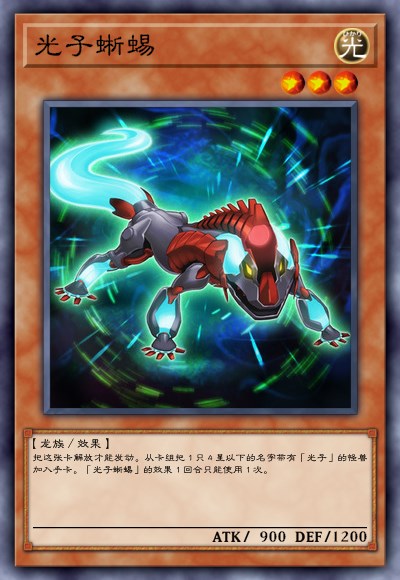 光子蜥蜴
光
ひかり
【龙族／效果】
把这张卡解放才能发动。从卡组把1只4星以下的名字带有「光子」的怪兽
加入手卡。「光子蜥蜴」的效果1回合只能使用1次。
ATK/ 900 DEF/1200